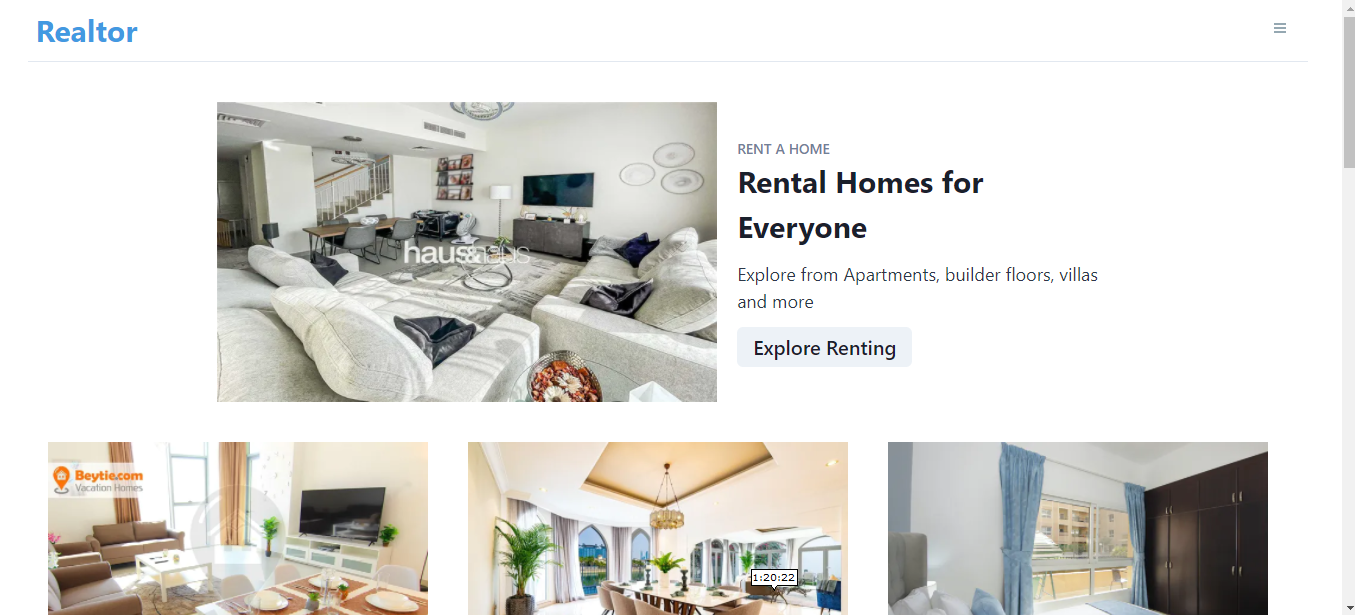 Realtor
RENT A HOME
Rental Homes for
Everyone
Explore from Apartments, builder floors, villas
and more
Explore Renting
haus&haus
Beytie.com
Vacation Homes
1:20:22